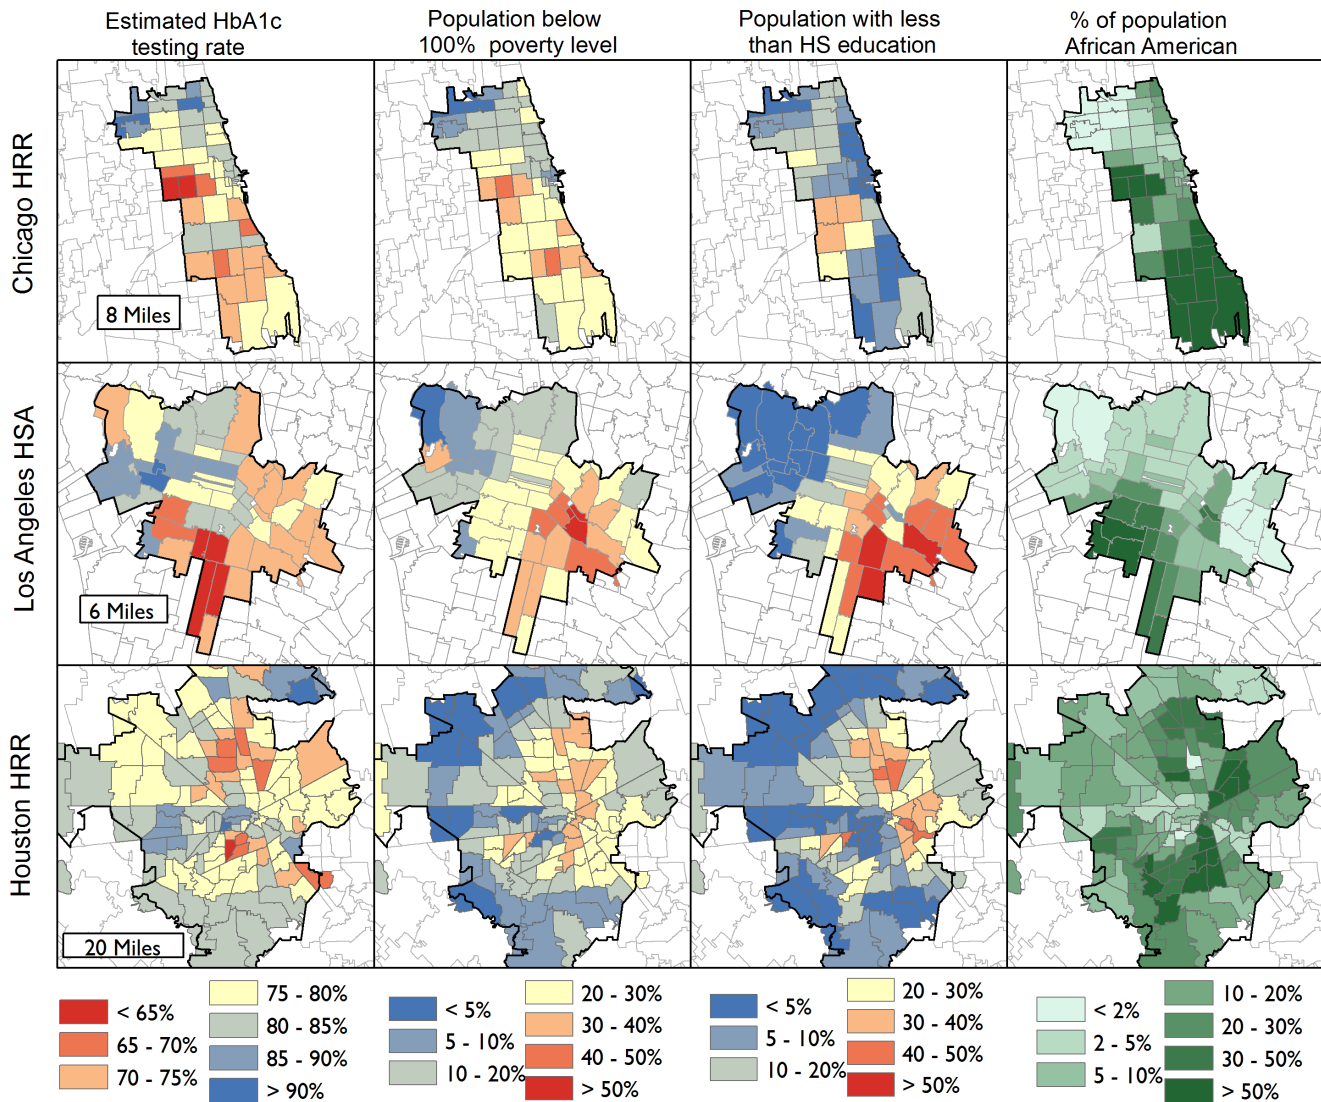 Estimated HbA1c
testing rate
Population below
100% poverty level
Population with less
than HS education
% of population
African American
Chicago HRR
8 Miles
Los Angeles HSA
6 Miles
Houston HRR
20 Miles
< 65%
65 - 70%
70 - 75%
75 - 80%
80 - 85%
85 - 90%
> 90%
< 5%
5 - 10%
10 - 20%
20 - 30%
30 - 40%
40 - 50%
> 50%
< 5%
5 - 10%
10 - 20%
20 - 30%
30 - 40%
40 - 50%
> 50%
< 2%
2 - 5%
5 - 10%
10 - 20%
20 - 30%
30 - 50%
> 50%